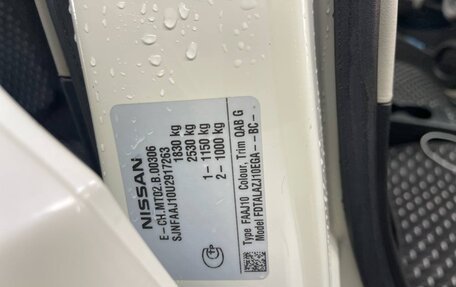 NISSAN
E-CH.MT02.B.00306
SJNFAAJ10U2917263
1830 kg
2530 kg
1- 1150 kg
2- 1000 kg
Type FAAJ10 Colour, Trim QAB G
Model FDTALAZJ10EGA - - BC - .